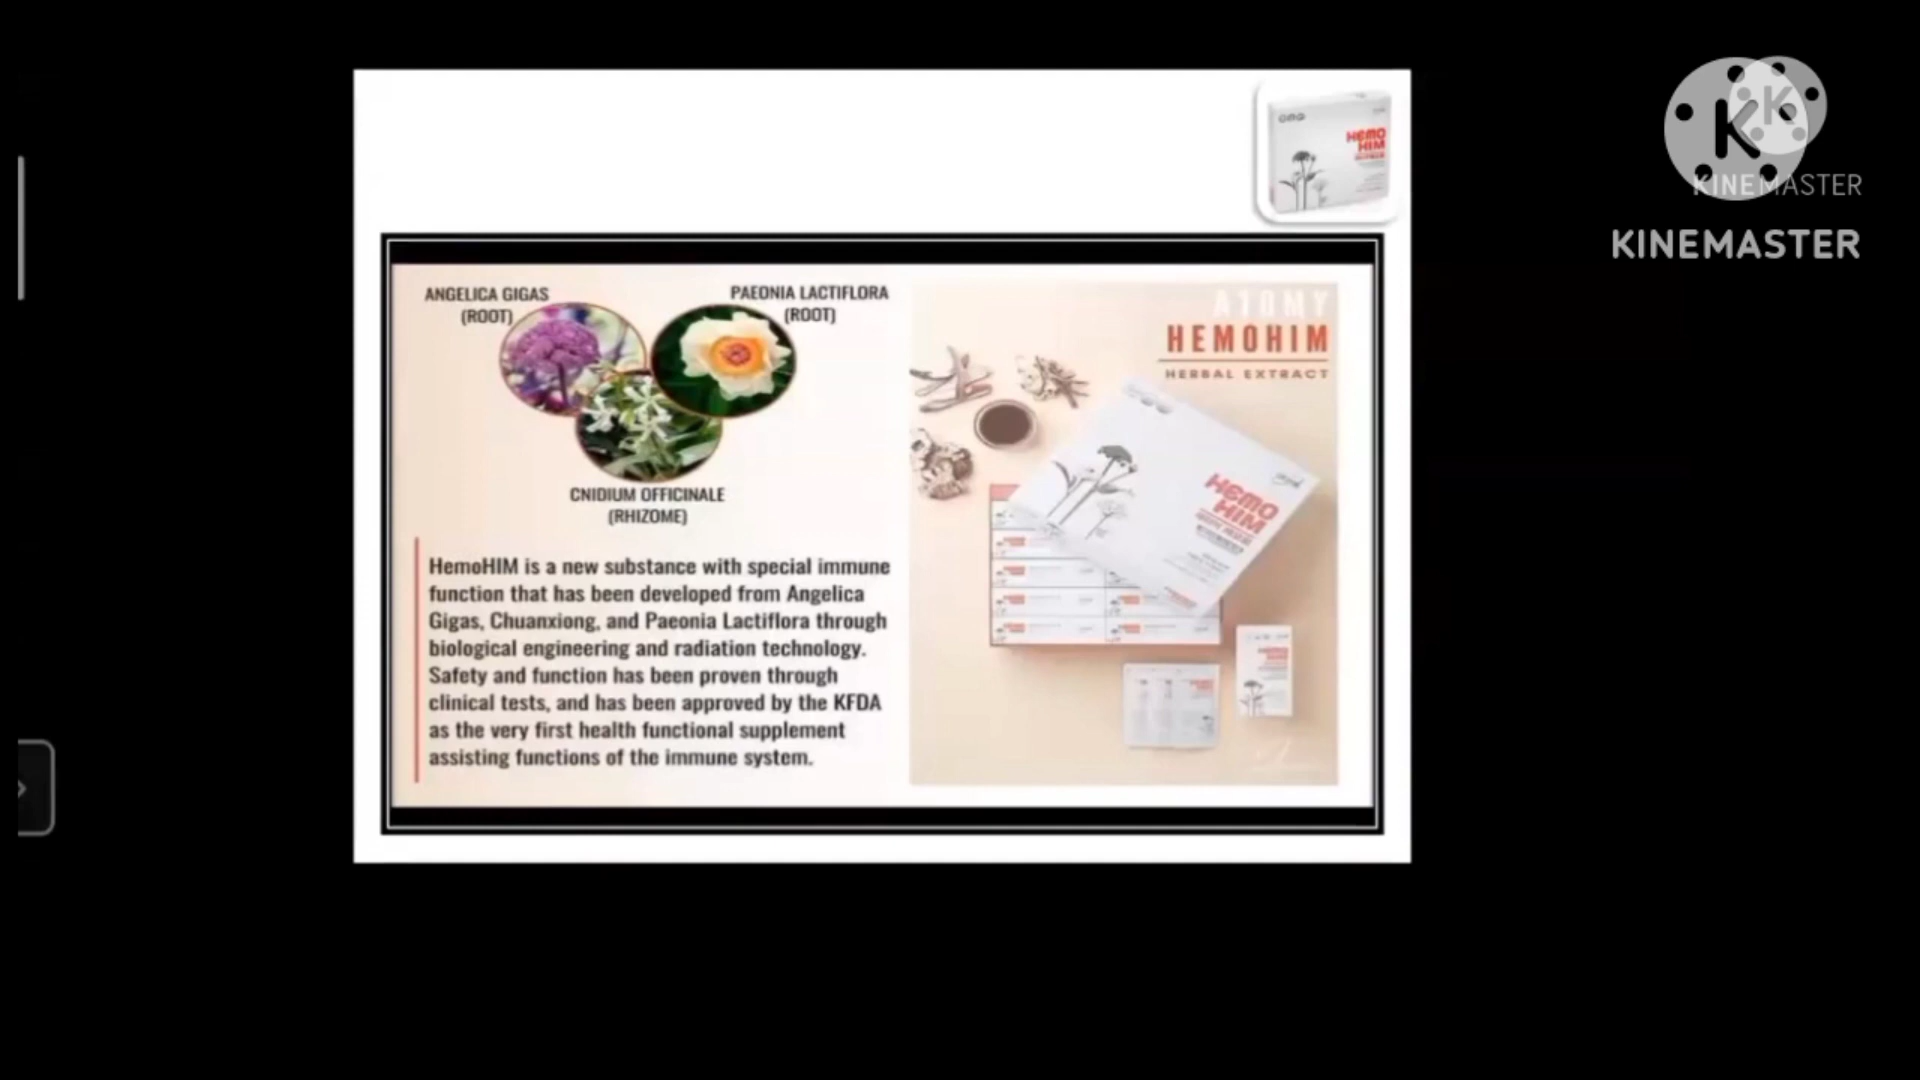 KINEMASTER
KINEMASTER
HEMO
HIM
ANGELICA GIGAS
(ROOT)
PAEONIA LACTIFLORA
(ROOT)
CNIDIUM OFFICINALE
(RHIZOME)
HemoHIM is a new substance with special immune
function that has been developed from Angelica
Gigas, Chuanxiong, and Paeonia Lactiflora through
biological engineering and radiation technology.
Safety and function has been proven through
clinical tests, and has been approved by the KFDA
as the very first health functional supplement
assisting functions of the immune system.
A10MY
HEMOHIM
HERBAL EXTRACT
HEMO
HIM